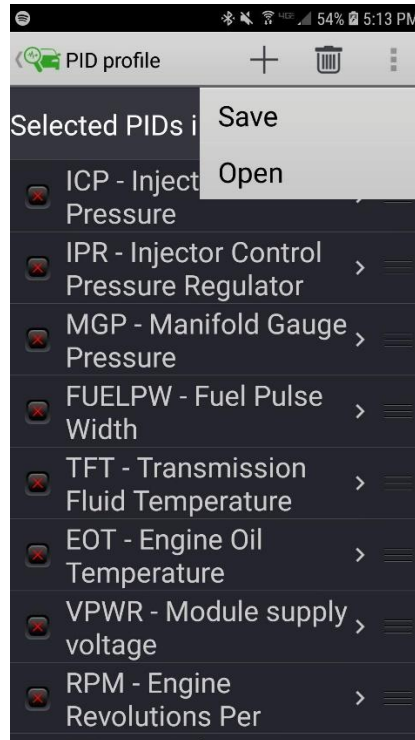 54% 5:13 PM
PID profile
Selected PIDs i
Save
Open
ICP - Inject
Pressure
IPR - Injector Control
Pressure Regulator
MGP - Manifold Gauge
Pressure
FUELPW - Fuel Pulse
Width
TFT - Transmission
Fluid Temperature
EOT - Engine Oil
Temperature
VPWR - Module supply
voltage
RPM - Engine
Revolutions Per